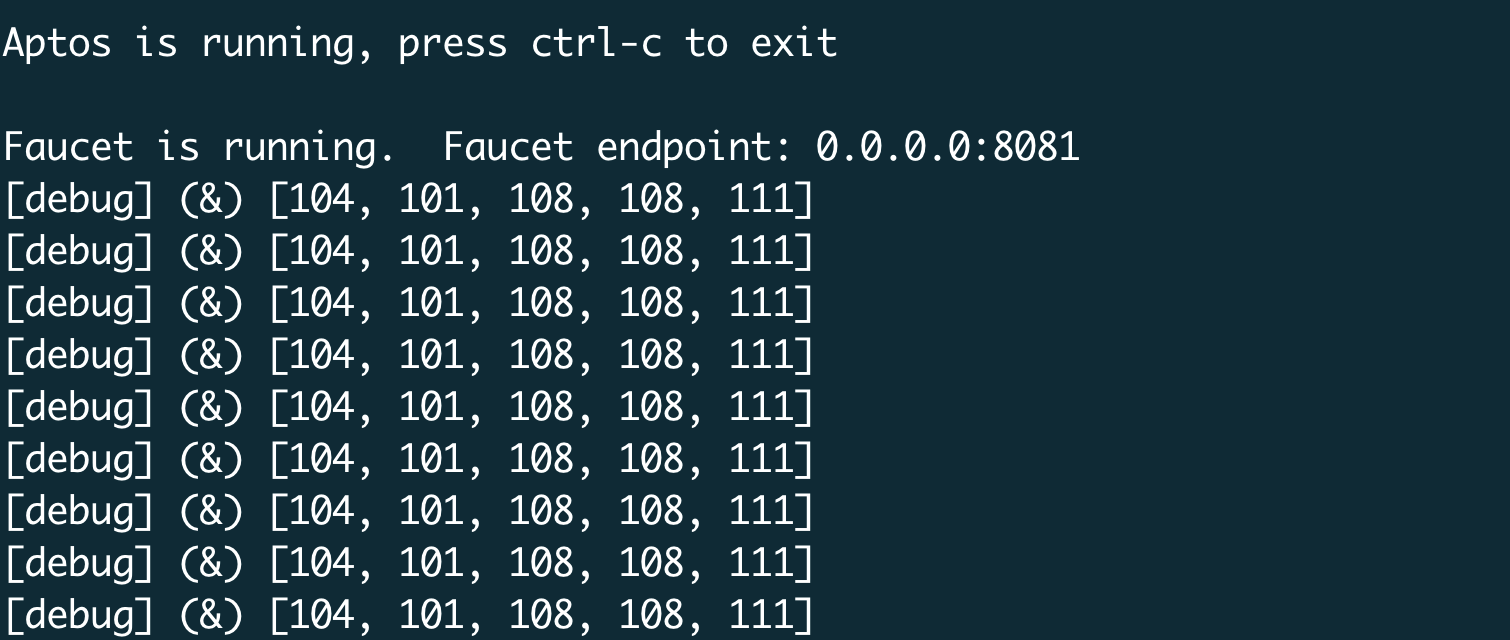 Aptos is running, press ctrl-c to exit
Faucet is running.  Faucet endpoint: 0.0.0.0:8081
[debug] (&) [104, 101, 108, 108, 111]
[debug] (&) [104, 101, 108, 108, 111]
[debug] (&) [104, 101, 108, 108, 111]
[debug] (&) [104, 101, 108, 108, 111]
[debug] (&) [104, 101, 108, 108, 111]
[debug] (&) [104, 101, 108, 108, 111]
[debug] (&) [104, 101, 108, 108, 111]
[debug] (&) [104, 101, 108, 108, 111]
[debug] (&) [104, 101, 108, 108, 111]